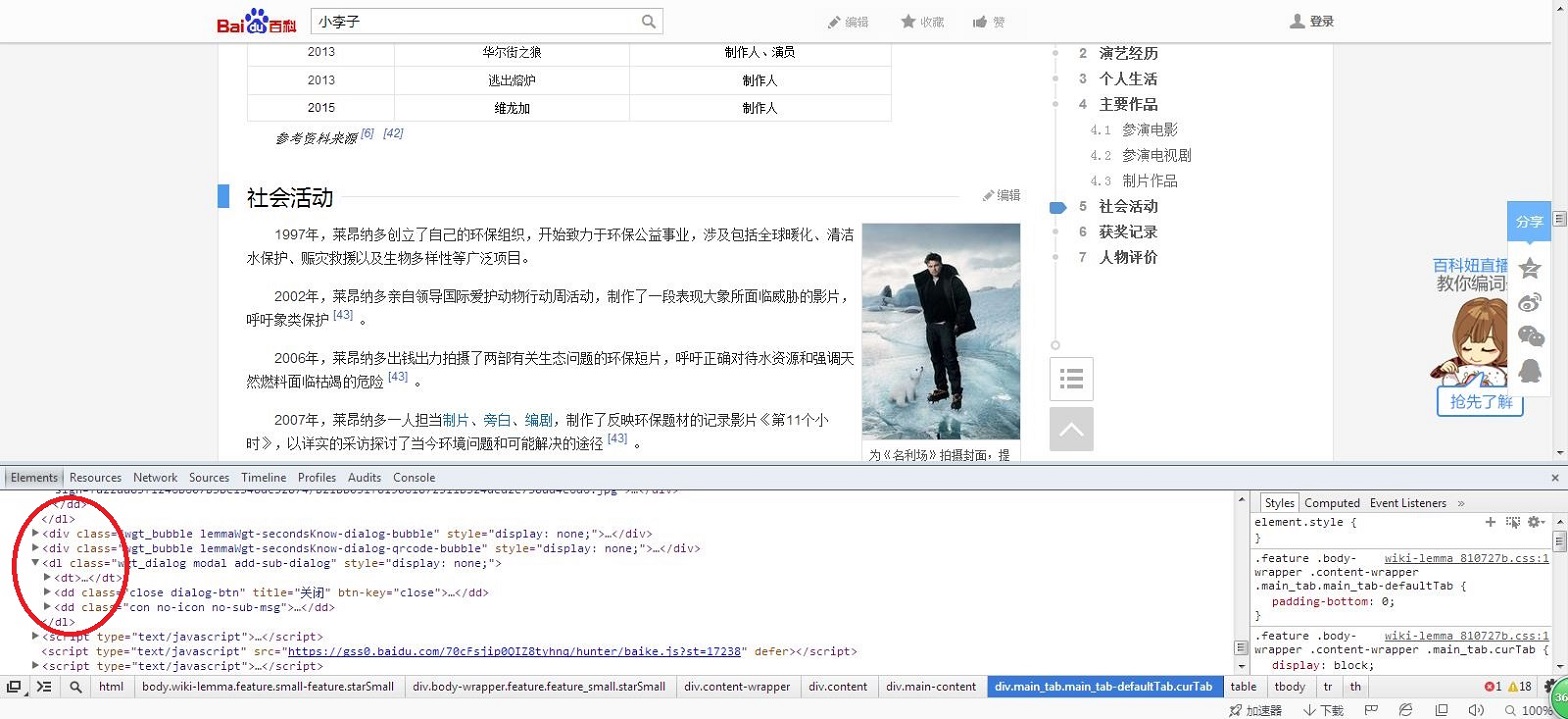 Bai du 百科
小李子
编辑
收藏
赞
登录
2013 华尔街之狼 制作人、演员
2013 逃出熔炉 制作人
2015 维龙加 制作人
参考资料来源 [6] [42]
社会活动
编辑
1997年，莱昂纳多创立了自己的环保组织，开始致力于环保公益事业，涉及包括全球暖化、清洁
水保护、赈灾救援以及生物多样性等广泛项目。
2002年，莱昂纳多亲自领导国际爱护动物行动周活动，制作了一段表现大象所面临威胁的影片，
呼吁象类保护 [43] 。
2006年，莱昂纳多出钱出力拍摄了两部有关生态问题的环保短片，呼吁正确对待水资源和强调天
然燃料面临枯竭的危险 [43] 。
2007年，莱昂纳多一人担当制片、旁白、编剧，制作了反映环保题材的记录影片《第11个小
时》，以详实的采访探讨了当今环境问题和可能解决的途径 [43] 。
为《名利场》拍摄封面，提
2 演艺经历
3 个人生活
4 主要作品
4.1 参演电影
4.2 参演电视剧
4.3 制片作品
5 社会活动
6 获奖记录
7 人物评价
分享
百科妞直播
教你编词
抢先了解
Elements Resources Network Sources Timeline Profiles Audits Console
</dd>
</dl>
<div class="wgt_bubble lemmaWgt-secondsKnow-dialog-bubble" style="display: none;">…</div>
<div class="wgt_bubble lemmaWgt-secondsKnow-dialog-qrcode-bubble" style="display: none;">…</div>
<dl class="wgt_dialog modal add-sub-dialog" style="display: none;">
<dt>…</dt>
<dd class="close dialog-btn" title="关闭" btn-key="close">…</dd>
<dd class="con no-icon no-sub-msg">…</dd>
</dl>
<script type="text/javascript">…</script>
<script type="text/javascript" src="https://gss0.baidu.com/70cFsjip0QIZ8tyhnq/hunter/baike.js?st=17238" defer></script>
<script type="text/javascript">…</script>
Styles Computed Event Listeners »
element.style {
}
.feature .body- wiki-lemma_810727b.css:1
wrapper .content-wrapper
.main_tab.main_tab-defaultTab {
padding-bottom: 0;
}
.feature .body- wiki-lemma_810727b.css:1
wrapper .content-wrapper .main_tab.curTab {
display: block;
html body.wiki-lemma.feature.small-feature.starSmall div.body-wrapper.feature.feature_small.starSmall div.content-wrapper div.content div.main-content div.main_tab.main_tab-defaultTab.curTab table tbody tr th
1 18
加速器 下载 100%
36